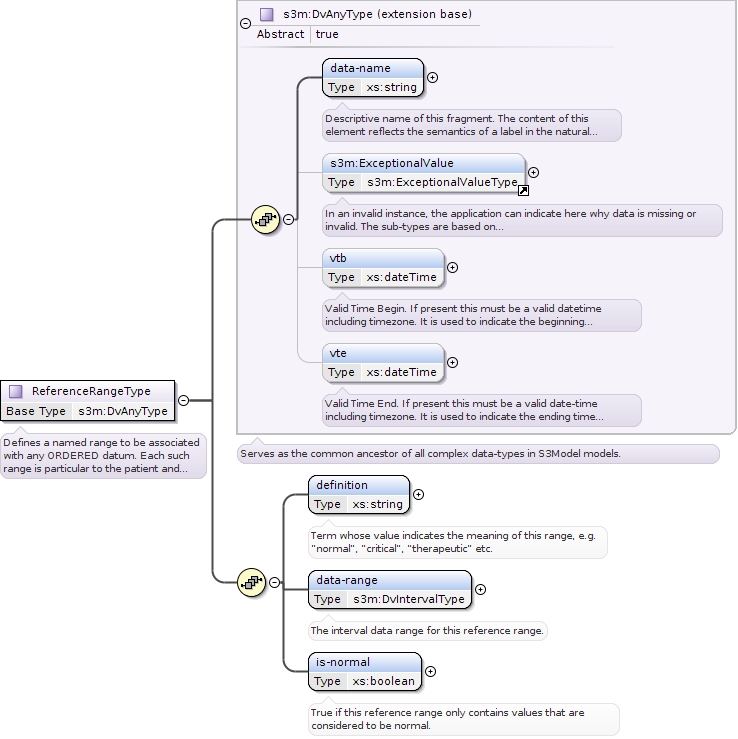 s3m:DvAnyType (extension base)
Abstract true
data-name
Type xs:string
Descriptive name of this fragment. The content of this
element reflects the semantics of a label in the natural...
s3m:ExceptionalValue
Type s3m:ExceptionalValueType
In an invalid instance, the application can indicate here why data is missing or
invalid. The sub-types are based on...
vtb
Type xs:dateTime
Valid Time Begin. If present this must be a valid datetime
including timezone. It is used to indicate the beginning...
vte
Type xs:dateTime
Valid Time End. If present this must be a valid date-time
including timezone. It is used to indicate the ending time...
ReferenceRangeType
Base Type s3m:DvAnyType
Defines a named range to be associated
with any ORDERED datum. Each such
range is particular to the patient and...
Serves as the common ancestor of all complex data-types in S3Model models.
definition
Type xs:string
Term whose value indicates the meaning of this range, e.g.
"normal", "critical", "therapeutic" etc.
data-range
Type s3m:DvIntervalType
The interval data range for this reference range.
is-normal
Type xs:boolean
True if this reference range only contains values that are
considered to be normal.